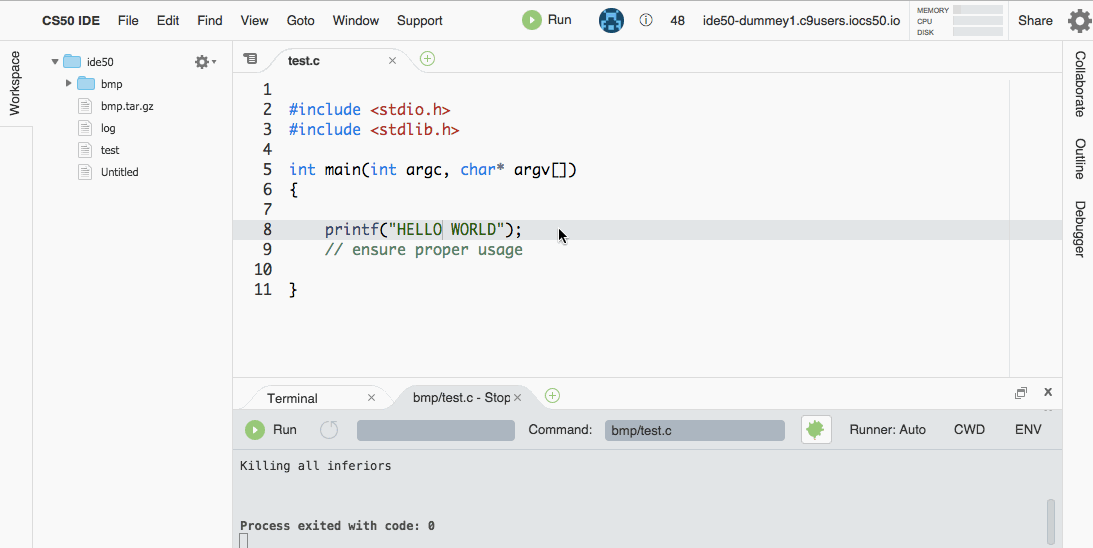 CS50 IDE File Edit Find View Goto Window Support Run 48 ide50-dummey1.c9users.iocs50.io MEMORY CPU DISK Share
Workspace
ide50
bmp
bmp.tar.gz
log
test
Untitled
test.c
1
2 #include <stdio.h>
3 #include <stdlib.h>
4
5 int main(int argc, char* argv[])
6 {
7
8 printf("HELLO WORLD");
9 // ensure proper usage
10
11 }
Collaborate
Outline
Debugger
Terminal bmp/test.c - Stop
Run Command: bmp/test.c Runner: Auto CWD ENV
Killing all inferiors
Process exited with code: 0